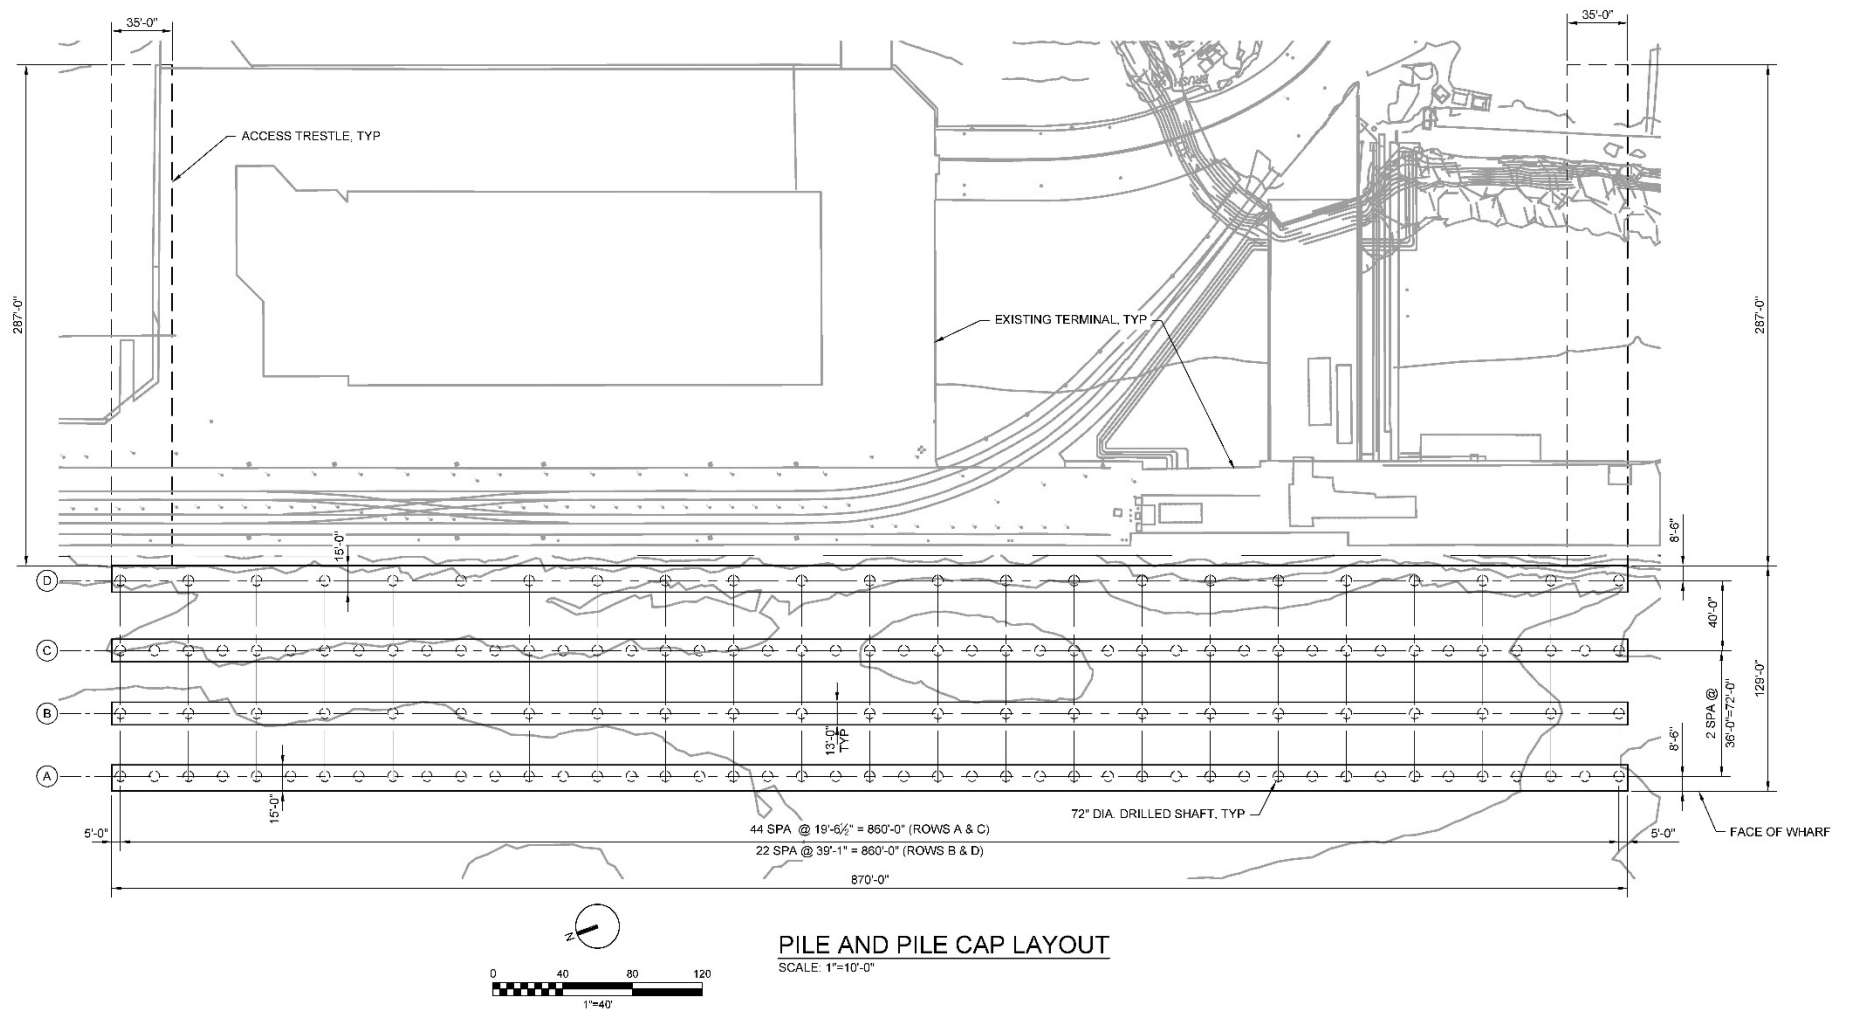 35'-0"
35'-0"
BRUSH
ACCESS TRESTLE, TYP
287'-0"
EXISTING TERMINAL, TYP
287'-0"
15'-0"
8'-6"
D
40'-0"
C
2 SPA @
36'-0"=72'-0"
129'-0"
B
13'-0"
TYP
8'-6"
A
15'-0"
72" DIA. DRILLED SHAFT, TYP
5'-0"
44 SPA @ 19'-6½" = 860'-0" (ROWS A & C)
5'-0"
FACE OF WHARF
22 SPA @ 39'-1" = 860'-0" (ROWS B & D)
870'-0"
N
PILE AND PILE CAP LAYOUT
SCALE: 1"=10'-0"
0 40 80 120
1"=40'